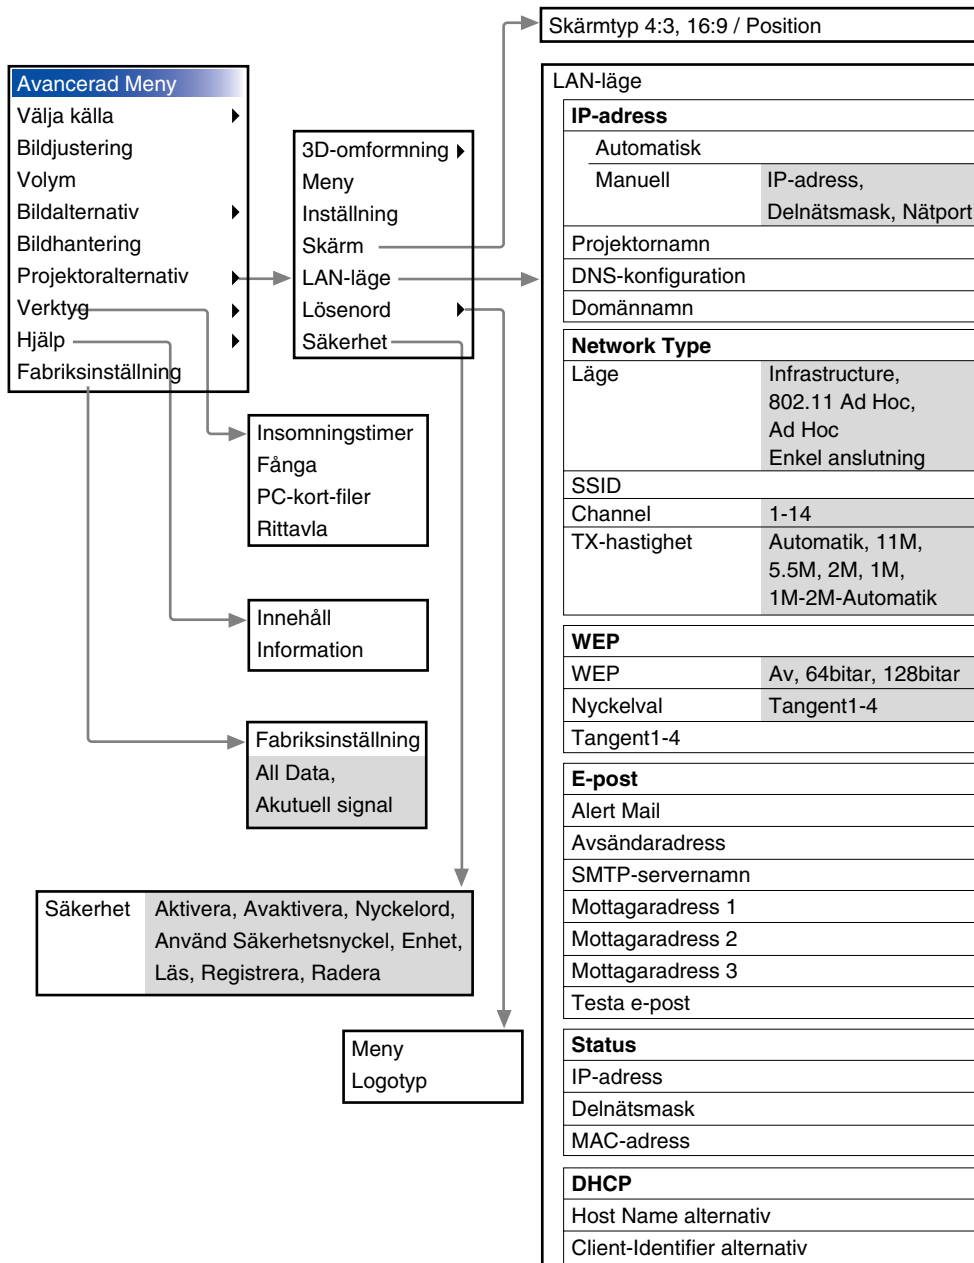 Skärmtyp 4:3, 16:9 / Position
Avancerad Meny
Välja källa
Bildjustering
Volym
Bildalternativ
Bildhantering
Projektoralternativ
Verktyg
Hjälp
Fabriksinställning
3D-omformning
Meny
Inställning
Skärm
LAN-läge
Lösenord
Säkerhet
Insomningstimer
Fånga
PC-kort-filer
Rittavla
Innehåll
Information
Fabriksinställning
All Data,
Akutuell signal
Säkerhet Aktivera, Avaktivera, Nyckelord,
Använd Säkerhetsnyckel, Enhet,
Läs, Registrera, Radera
Meny
Logotyp
LAN-läge
IP-adress
Automatisk
Manuell IP-adress,
Delnätsmask, Nätport
Projektornamn
DNS-konfiguration
Domännamn
Network Type
Läge Infrastructure,
802.11 Ad Hoc,
Ad Hoc
Enkel anslutning
SSID
Channel 1-14
TX-hastighet Automatik, 11M,
5.5M, 2M, 1M,
1M-2M-Automatik
WEP
WEP Av, 64bitar, 128bitar
Nyckelval Tangent1-4
Tangent1-4
E-post
Alert Mail
Avsändaradress
SMTP-servernamn
Mottagaradress 1
Mottagaradress 2
Mottagaradress 3
Testa e-post
Status
IP-adress
Delnätsmask
MAC-adress
DHCP
Host Name alternativ
Client-Identifier alternativ